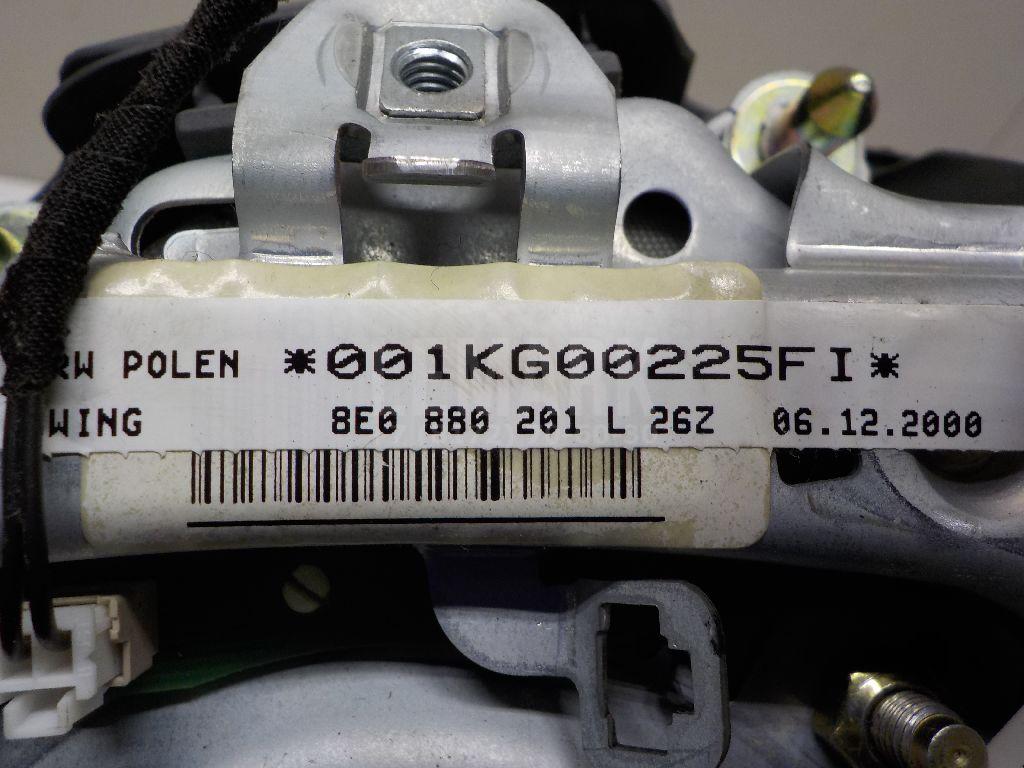 RW POLEN *001KG00225FI*
WING 8E0 880 201 L 26Z 06.12.2000